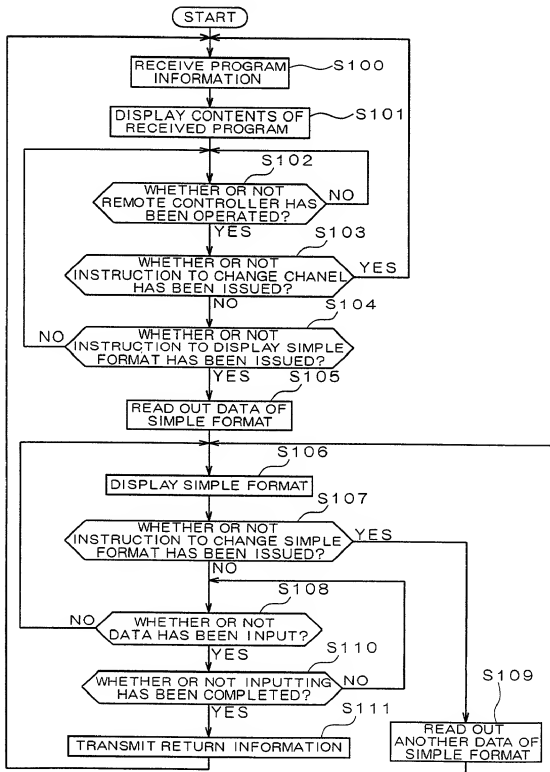 START
RECEIVE PROGRAM
INFORMATION
S100
DISPLAY CONTENTS OF
RECEIVED PROGRAM
S101
S102
WHETHER OR NOT
REMOTE CONTROLLER HAS
BEEN OPERATED?
NO
YES
S103
WHETHER OR NOT
INSTRUCTION TO CHANGE CHANEL
HAS BEEN ISSUED?
YES
NO
S104
NO
WHETHER OR NOT
INSTRUCTION TO DISPLAY SIMPLE
FORMAT HAS BEEN ISSUED?
YES
S105
READ OUT DATA OF
SIMPLE FORMAT
S106
DISPLAY SIMPLE FORMAT
S107
WHETHER OR NOT
INSTRUCTION TO CHANGE SIMPLE
FORMAT HAS BEEN ISSUED?
YES
NO
S108
NO
WHETHER OR NOT
DATA HAS BEEN INPUT?
YES
S110
WHETHER OR NOT INPUTTING
HAS BEEN COMPLETED?
NO
YES
S109
READ OUT
ANOTHER DATA OF
SIMPLE FORMAT
S111
TRANSMIT RETURN INFORMATION